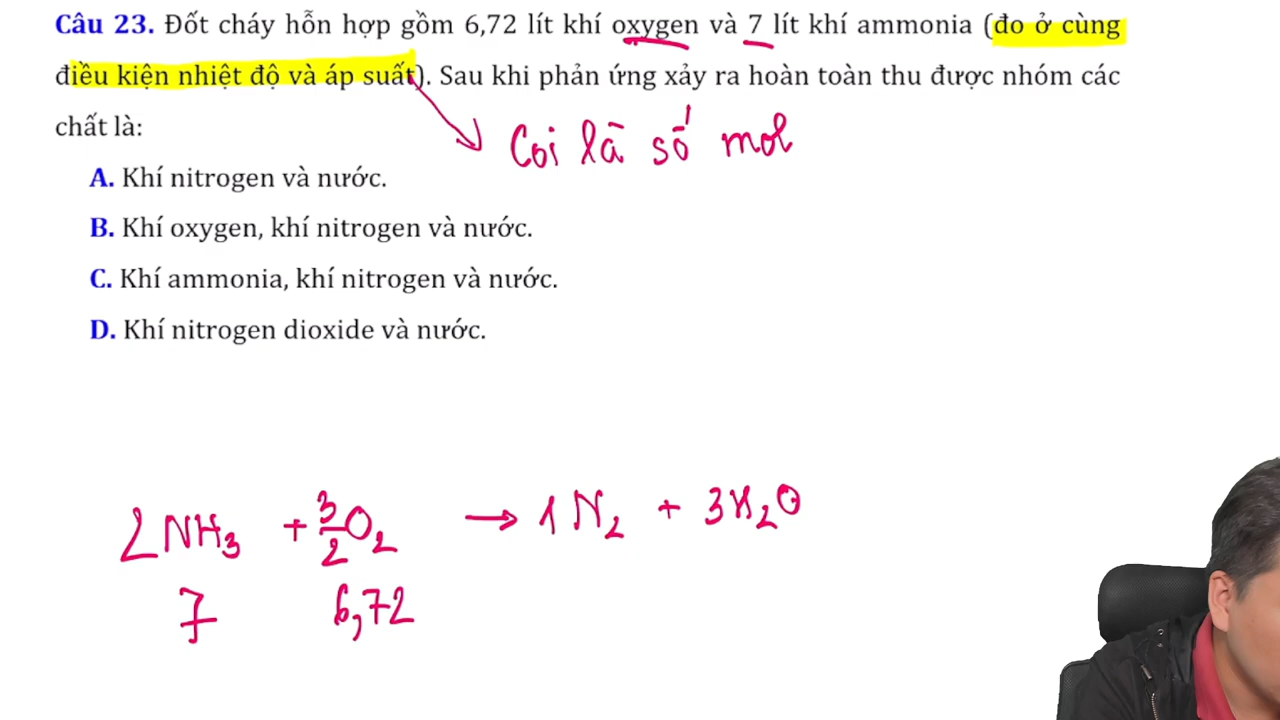 Câu 23. Đốt cháy hỗn hợp gồm 6,72 lít khí oxygen và 7 lít khí ammonia (đo ở cùng
điều kiện nhiệt độ và áp suất). Sau khi phản ứng xảy ra hoàn toàn thu được nhóm các
chất là:
Coi là số mol
A. Khí nitrogen và nước.
B. Khí oxygen, khí nitrogen và nước.
C. Khí ammonia, khí nitrogen và nước.
D. Khí nitrogen dioxide và nước.
2NH₃ + 3/2 O₂ → 1N₂ + 3H₂O
7 6,72